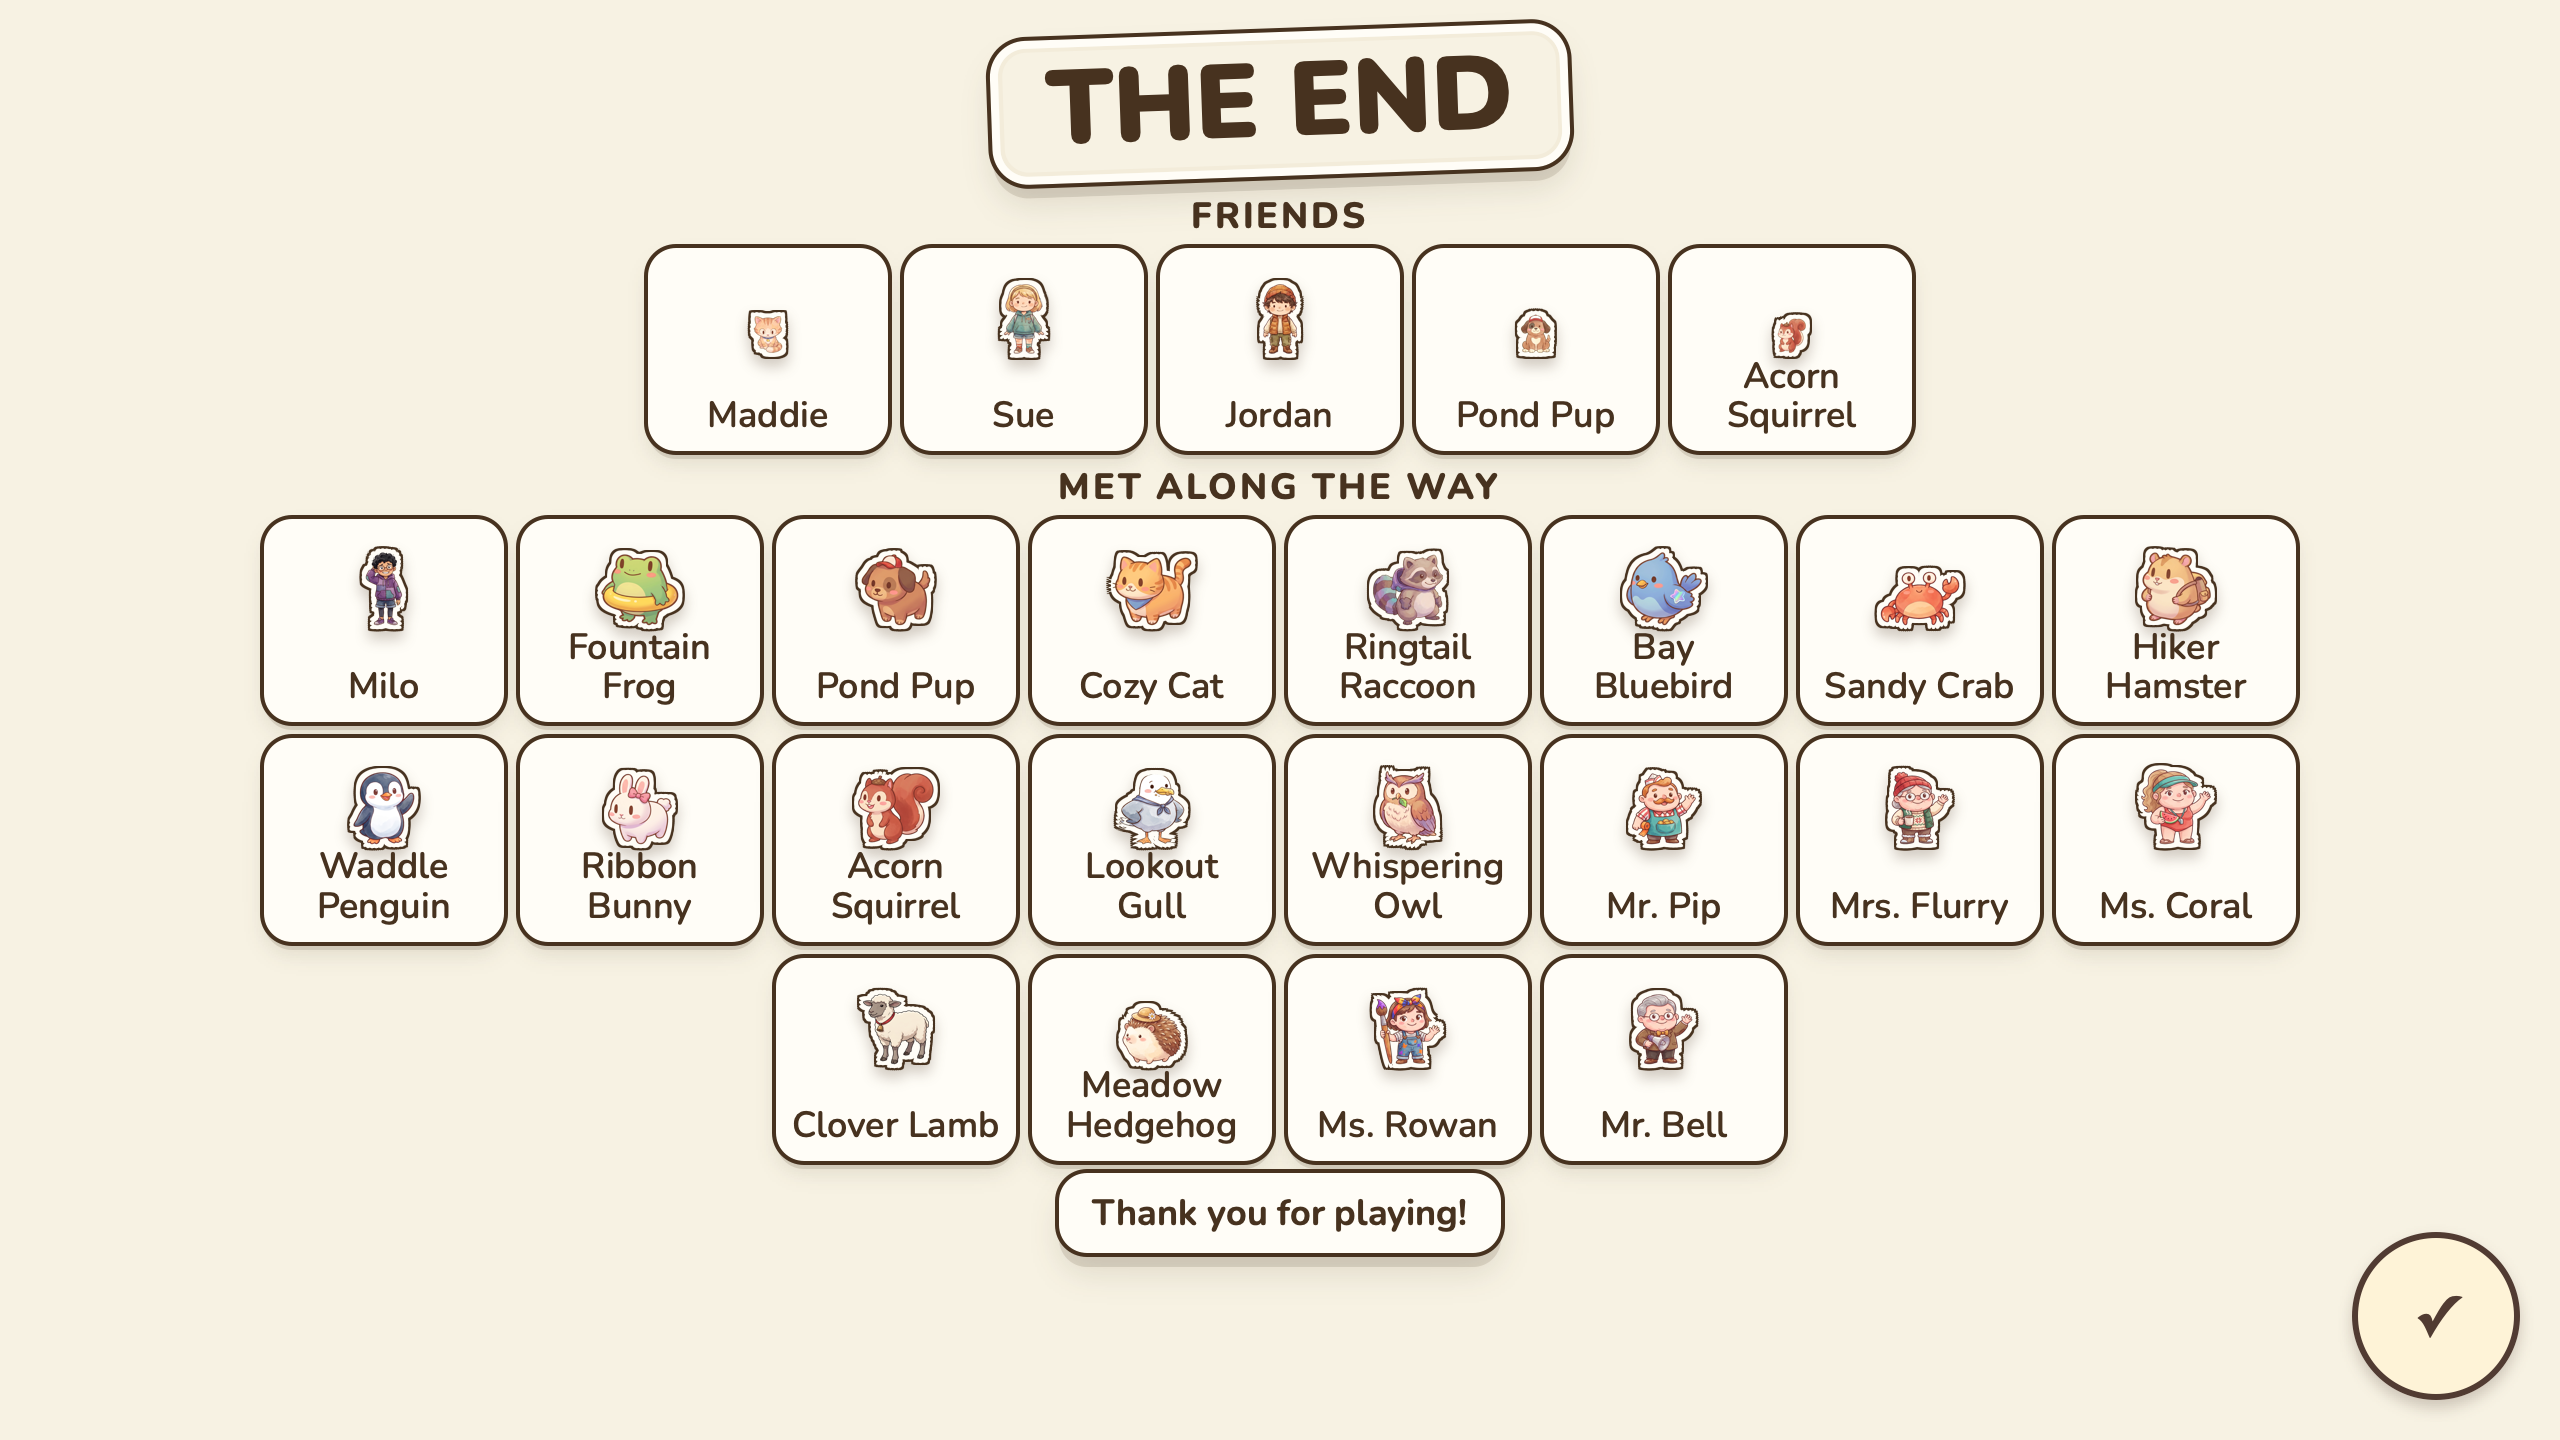 THE END
FRIENDS
Maddie
Sue
Jordan
Pond Pup
Acorn
Squirrel
MET ALONG THE WAY
Milo
Fountain
Frog
Pond Pup
Cozy Cat
Ringtail
Raccoon
Bay
Bluebird
Sandy Crab
Hiker
Hamster
Waddle
Penguin
Ribbon
Bunny
Acorn
Squirrel
Lookout
Gull
Whispering
Owl
Mr. Pip
Mrs. Flurry
Ms. Coral
Clover Lamb
Meadow
Hedgehog
Ms. Rowan
Mr. Bell
Thank you for playing!